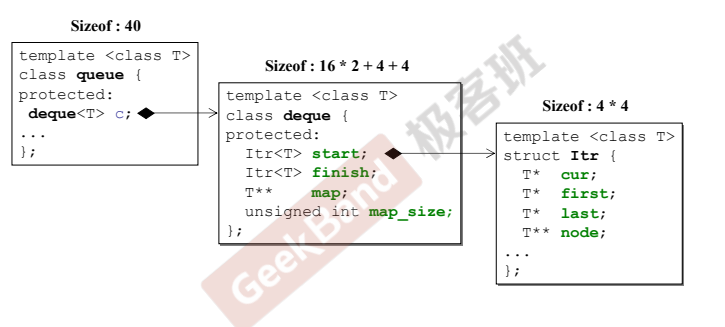 Sizeof : 40
template <class T>
class queue {
protected:
deque<T> c;
...
};
Sizeof : 16 * 2 + 4 + 4
template <class T>
class deque {
protected:
Itr<T> start;
Itr<T> finish;
T** map;
unsigned int map_size;
};
Sizeof : 4 * 4
template <class T>
struct Itr {
T* cur;
T* first;
T* last;
T** node;
...
};
GeekBand 极客班